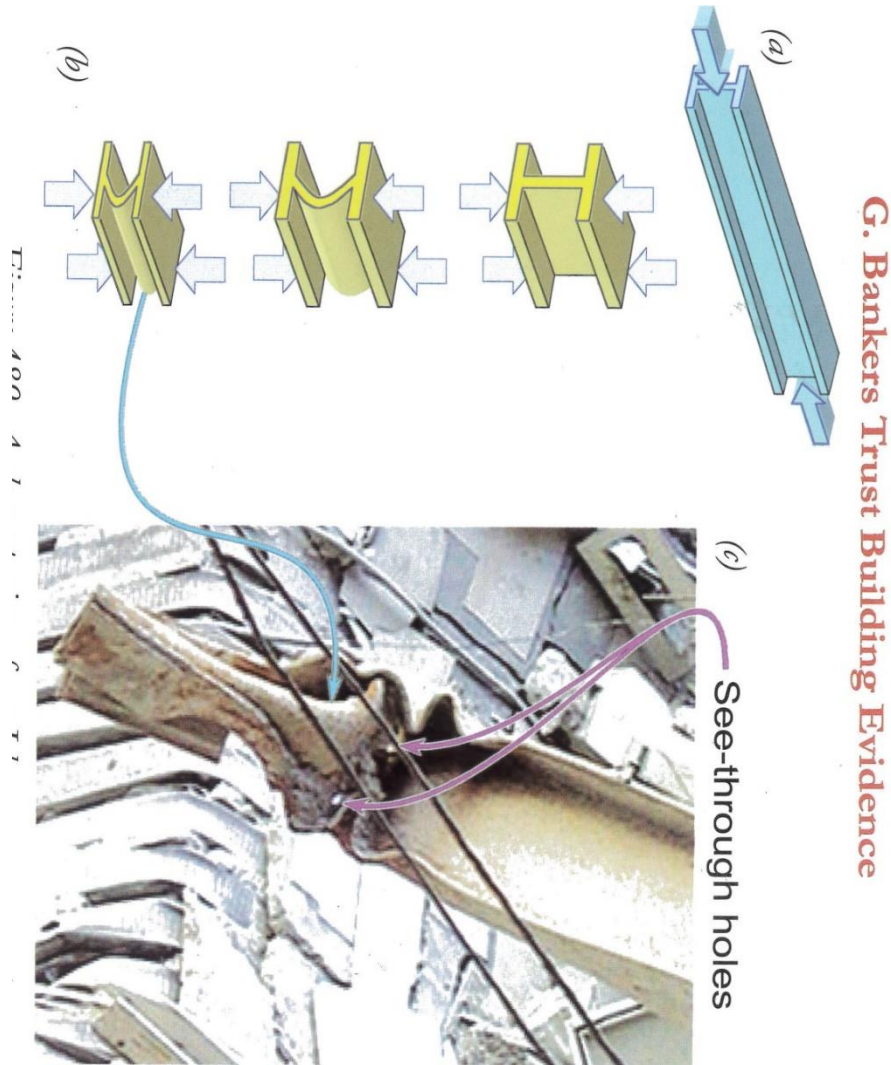 G. Bankers Trust Building Evidence
(a)
(b)
(c)
See-through holes